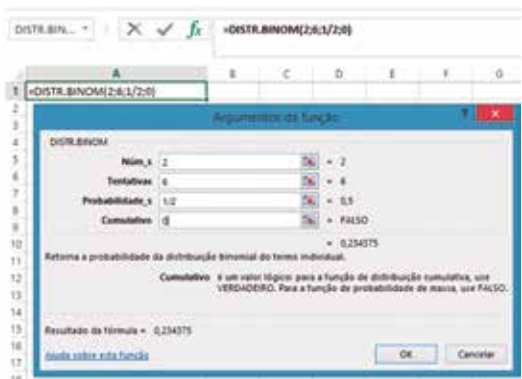 DISTR.BIN...
fx
=DISTR.BINOM(2;6;1/2;0)
A B C D E F G
1 =DISTR.BINOM(2;6;1/2;0)
2
3
4
5
6
7
8
9
10
11
12
13
14
15
16
17
Argumentos da função
? ×
DISTR.BINOM
Núm_s 2 = 2
Tentativas 6 = 6
Probabilidade_s 1/2 = 0,5
Cumulativo 0 = FALSO
= 0,234375
Retorna a probabilidade da distribuição binomial do termo individual.
Cumulativo é um valor lógico: para a função de distribuição cumulativa, use
VERDADEIRO. Para a função de probabilidade de massa, use FALSO.
Resultado da fórmula = 0,234375
Ajuda sobre esta função
OK
Cancelar